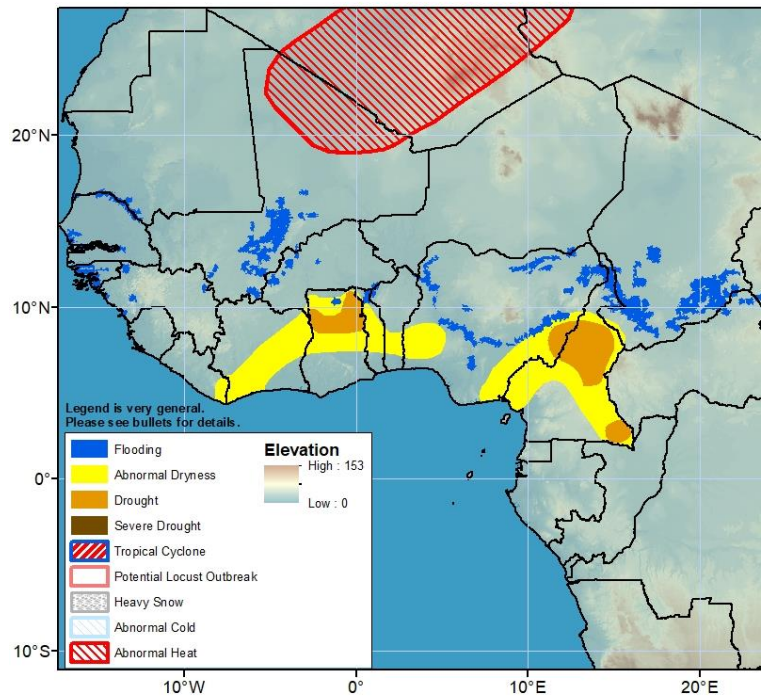 20°N
10°N
0°
10°S
Legend is very general.
Please see bullets for details.
Flooding
Abnormal Dryness
Drought
Severe Drought
Tropical Cyclone
Potential Locust Outbreak
Heavy Snow
Abnormal Cold
Abnormal Heat
Elevation
High : 153
Low : 0
10°W
0°
10°E
20°E